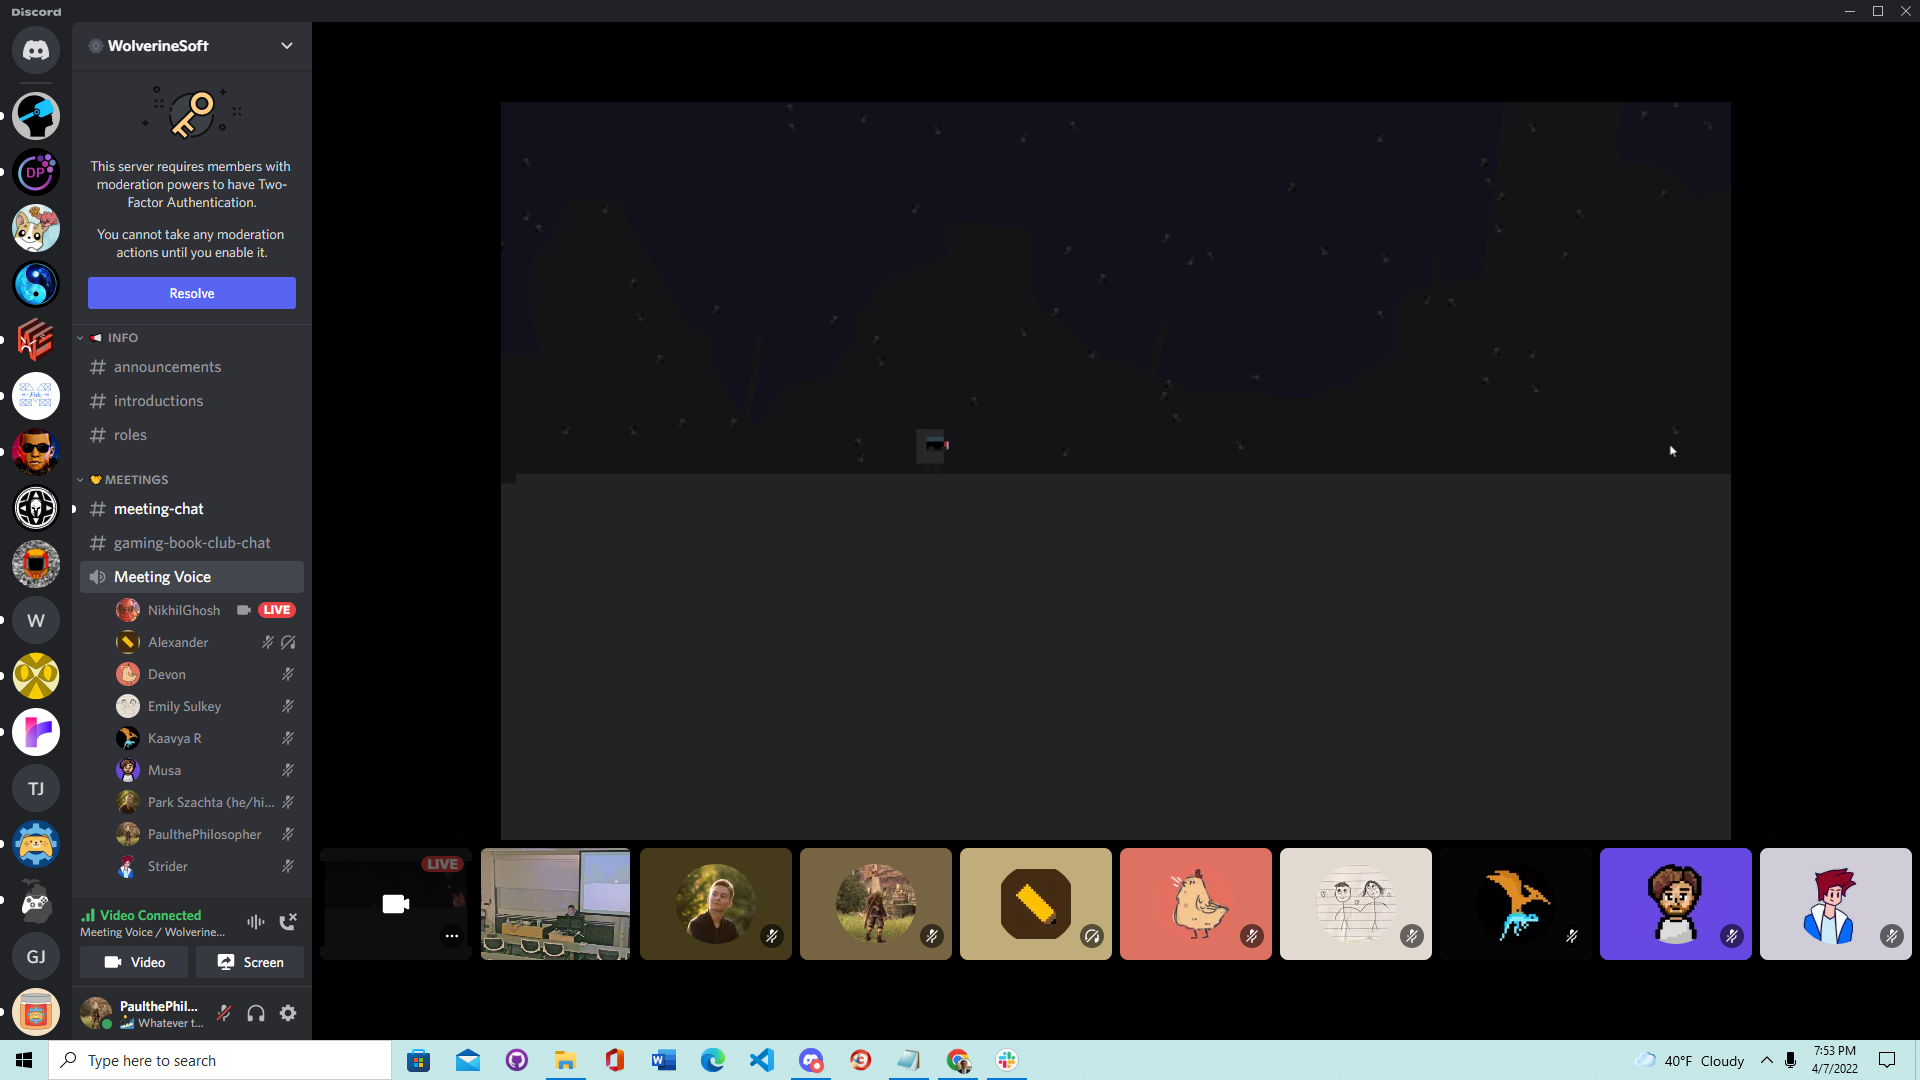 Discord
WolverineSoft
This server requires members with
moderation powers to have Two-
Factor Authentication.
You cannot take any moderation
actions until you enable it.
Resolve
INFO
announcements
introductions
roles
MEETINGS
meeting-chat
gaming-book-club-chat
Meeting Voice
NikhilGhosh LIVE
Alexander
Devon
Emily Sulkey
Kaavya R
Musa
Park Szachta (he/hi...
PaulthePhilosopher
Strider
DP
W
TJ
GJ
LIVE
Video Connected
Meeting Voice / Wolverine...
Video
Screen
PaulthePhil...
Whatever t...
Type here to search
40°F Cloudy
7:53 PM
4/7/2022